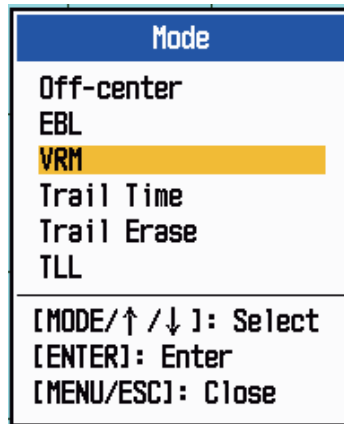 Mode
Off-center
EBL
VRM
Trail Time
Trail Erase
TLL
[MODE/↑/↓]: Select
[ENTER]: Enter
[MENU/ESC]: Close